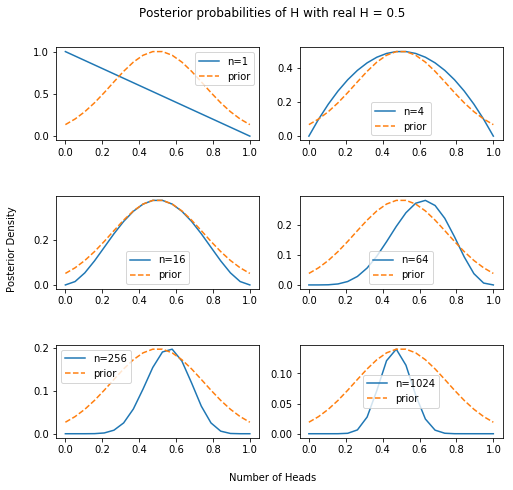 Posterior probabilities of H with real H = 0.5
1.0
0.5
0.0
n=1
prior
0.0 0.2 0.4 0.6 0.8 1.0
0.4
0.2
0.0
n=4
prior
0.0 0.2 0.4 0.6 0.8 1.0
Posterior Density
0.2
0.0
n=16
prior
0.0 0.2 0.4 0.6 0.8 1.0
0.2
0.1
0.0
n=64
prior
0.0 0.2 0.4 0.6 0.8 1.0
0.2
0.1
0.0
n=256
prior
0.0 0.2 0.4 0.6 0.8 1.0
0.10
0.05
0.00
n=1024
prior
0.0 0.2 0.4 0.6 0.8 1.0
Number of Heads